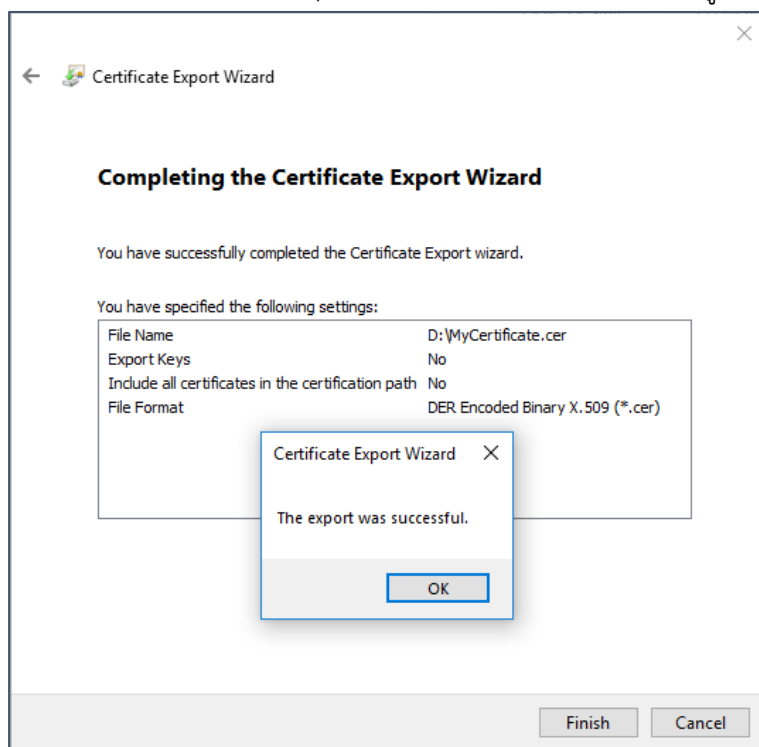 Certificate Export Wizard
Completing the Certificate Export Wizard
You have successfully completed the Certificate Export wizard.
You have specified the following settings:
File Name D:\MyCertificate.cer
Export Keys No
Include all certificates in the certification path No
File Format DER Encoded Binary X.509 (*.cer)
Certificate Export Wizard
The export was successful.
OK
Finish Cancel